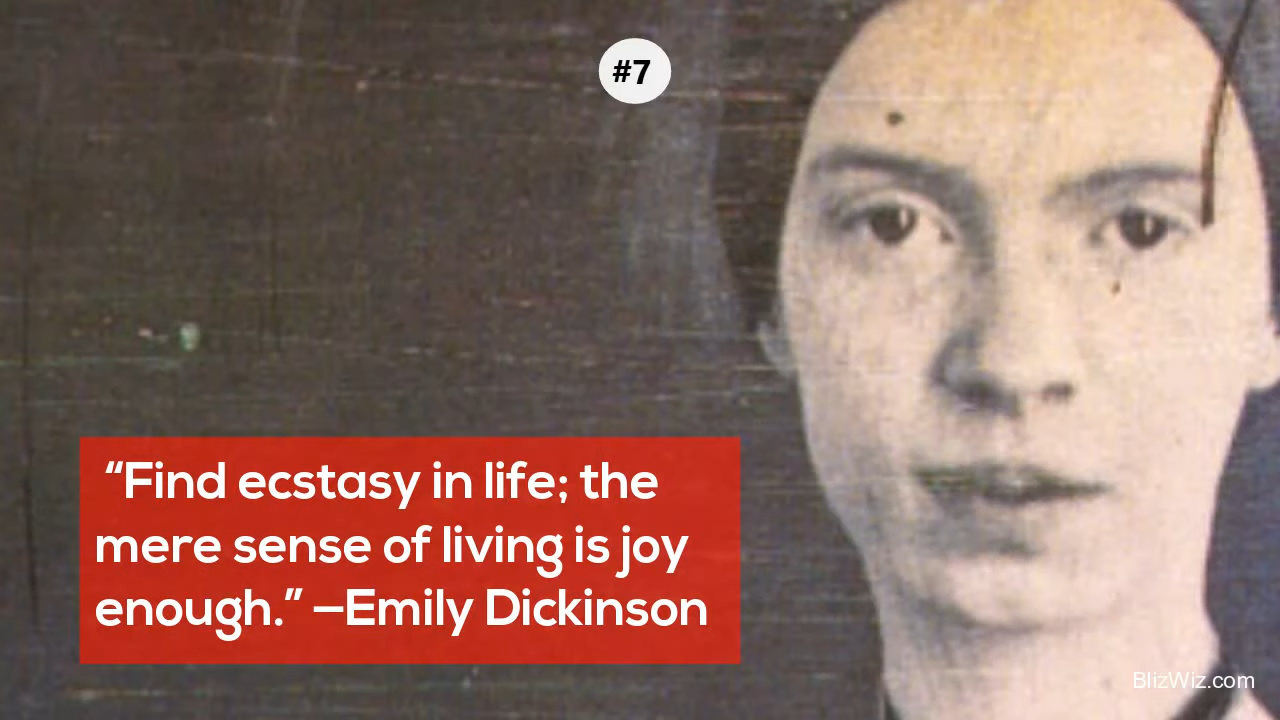 #7
“Find ecstasy in life; the
mere sense of living is joy
enough.” —Emily Dickinson
BlizWiz.com